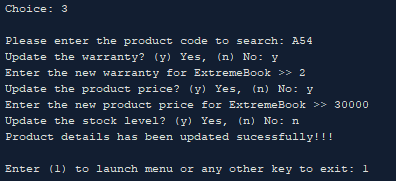 Choice: 3
Please enter the product code to search: A54
Update the warranty? (y) Yes, (n) No: y
Enter the new warranty for ExtremeBook >> 2
Update the product price? (y) Yes, (n) No: y
Enter the new product price for ExtremeBook >> 30000
Update the stock level? (y) Yes, (n) No: n
Product details has been updated sucessfully!!!
Enter (1) to launch menu or any other key to exit: 1